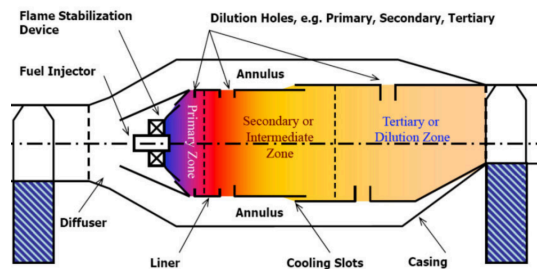 Flame Stabilization
Device
Dilution Holes, e.g. Primary, Secondary, Tertiary
Fuel Injector
Annulus
Primary Zone
Secondary or
Intermediate
Zone
Tertiary or
Dilution Zone
Annulus
Diffuser
Liner
Cooling Slots
Casing